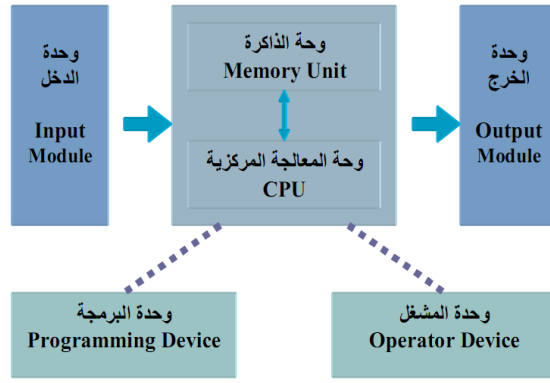 وحدة
الدخل
Input
Module
وحة الذاكرة
Memory Unit
وحة المعالجة المركزية
CPU
وحدة
الخرج
Output
Module
وحدة البرمجة
Programming Device
وحدة المشغل
Operator Device